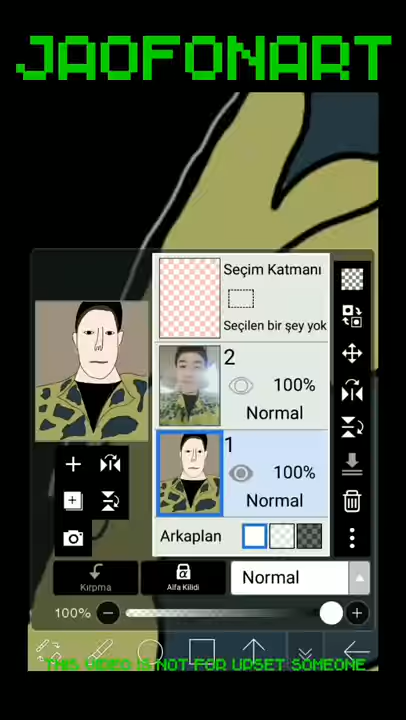 JAOFONART
Seçim Katmanı
Seçilen bir şey yok
2
100%
Normal
1
100%
Normal
Arkaplan
Kırpma
α
Alfa Kilidi
Normal
100%
THIS VIDEO IS NOT FOR UPSET SOMEONE